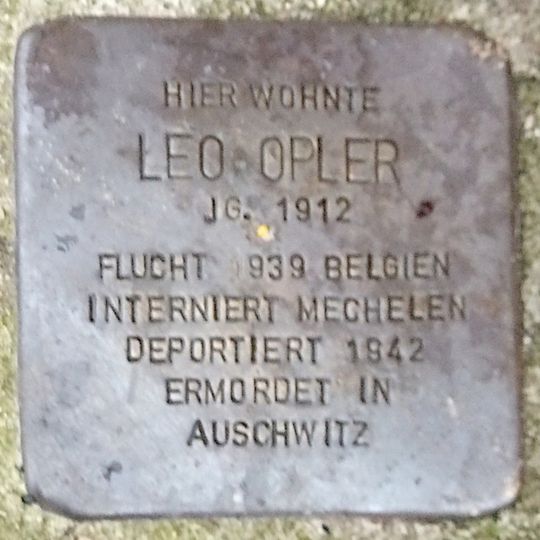 HIER WOHNTE
LEO OPLER
JG. 1912
FLUCHT 1939 BELGIEN
INTERNIERT MECHELEN
DEPORTIERT 1942
ERMORDET IN
AUSCHWITZ